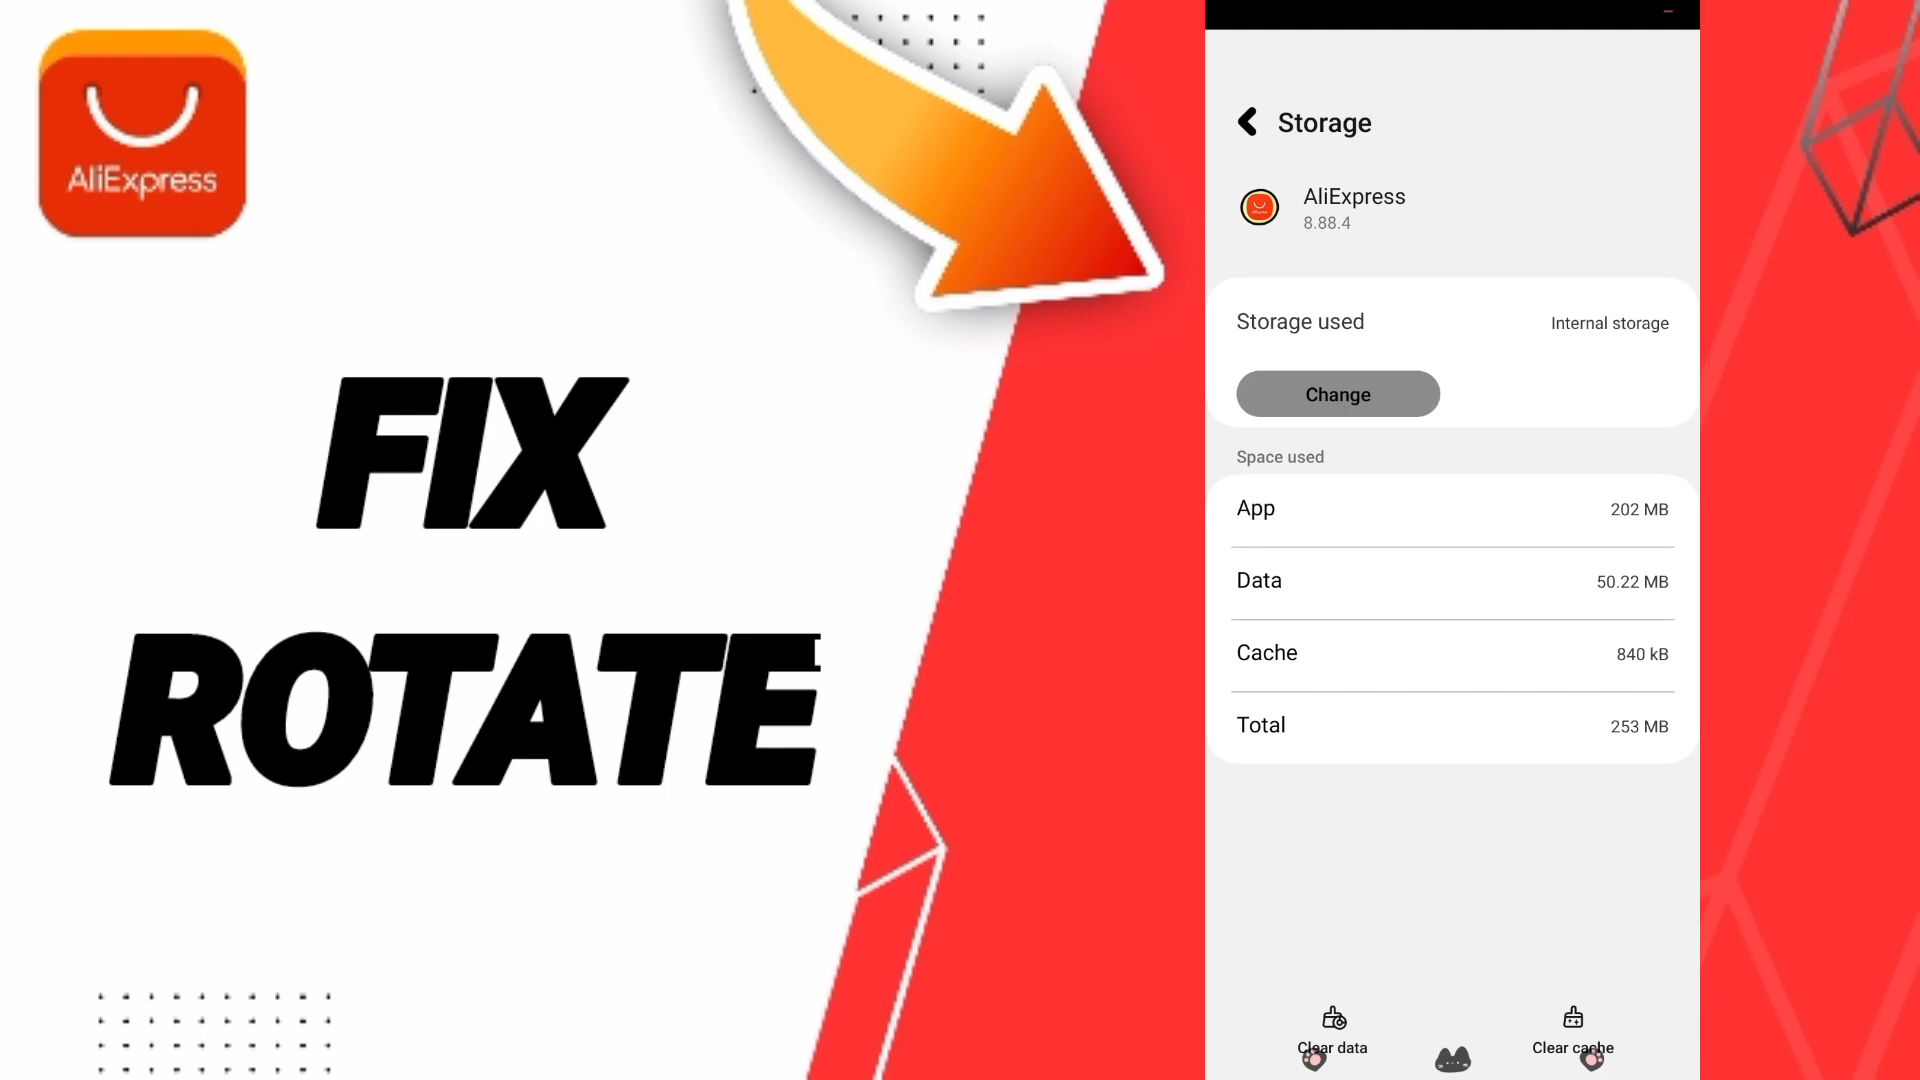 AliExpress
FIX
ROTATE
Storage
AliExpress
8.88.4
Storage used
Internal storage
Change
Space used
App
202 MB
Data
50.22 MB
Cache
840 kB
Total
253 MB
Clear data
Clear cache